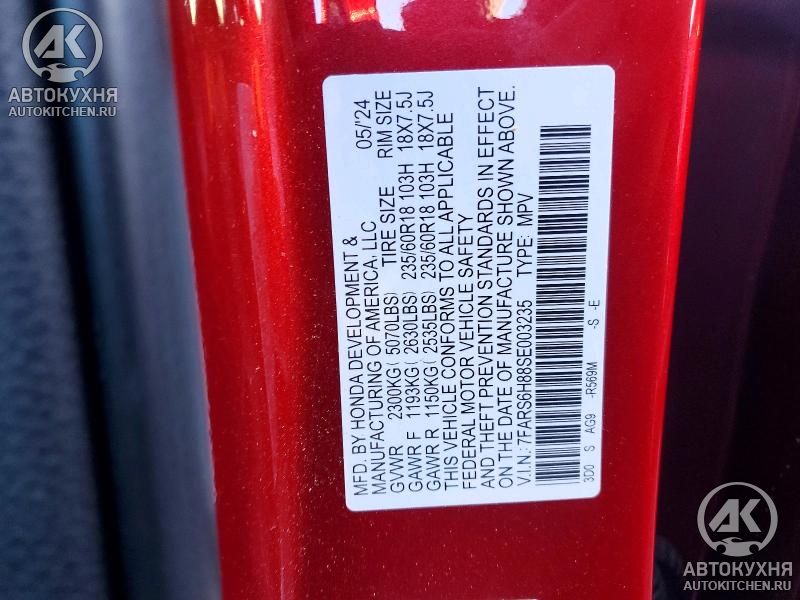 AK
АВТОКУХНЯ
AUTOKITCHEN.RU
MFD. BY HONDA DEVELOPMENT &
MANUFACTURING OF AMERICA, LLC 05/24
GVWR 2300KG ( 5070LBS) TIRE SIZE RIM SIZE
GAWR F 1193KG ( 2630LBS) 235/60R18 103H 18X7.5J
GAWR R 1150KG ( 2535LBS) 235/60R18 103H 18X7.5J
THIS VEHICLE CONFORMS TO ALL APPLICABLE
FEDERAL MOTOR VEHICLE SAFETY
AND THEFT PREVENTION STANDARDS IN EFFECT
ON THE DATE OF MANUFACTURE SHOWN ABOVE.
V.I.N.: 7FARS6H88SE003235 TYPE: MPV
3D0 S AG9 -R569M -S -E
AK
АВТОКУХНЯ
AUTOKITCHEN.RU